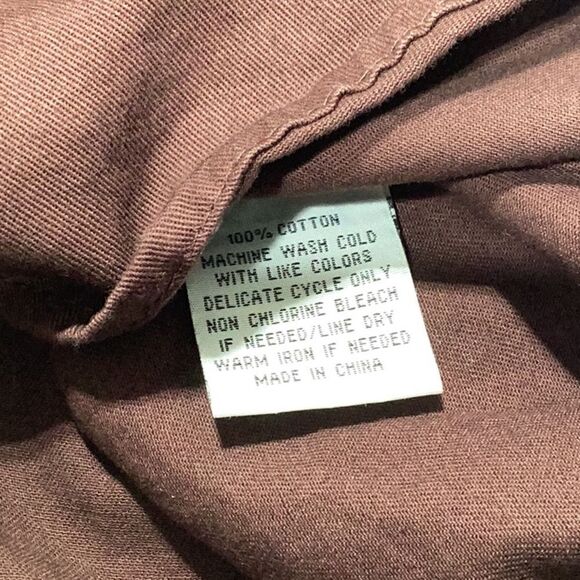 100% COTTON
MACHINE WASH COLD
WITH LIKE COLORS
DELICATE CYCLE ONLY
NON CHLORINE BLEACH
IF NEEDED/LINE DRY
WARM IRON IF NEEDED
MADE IN CHINA